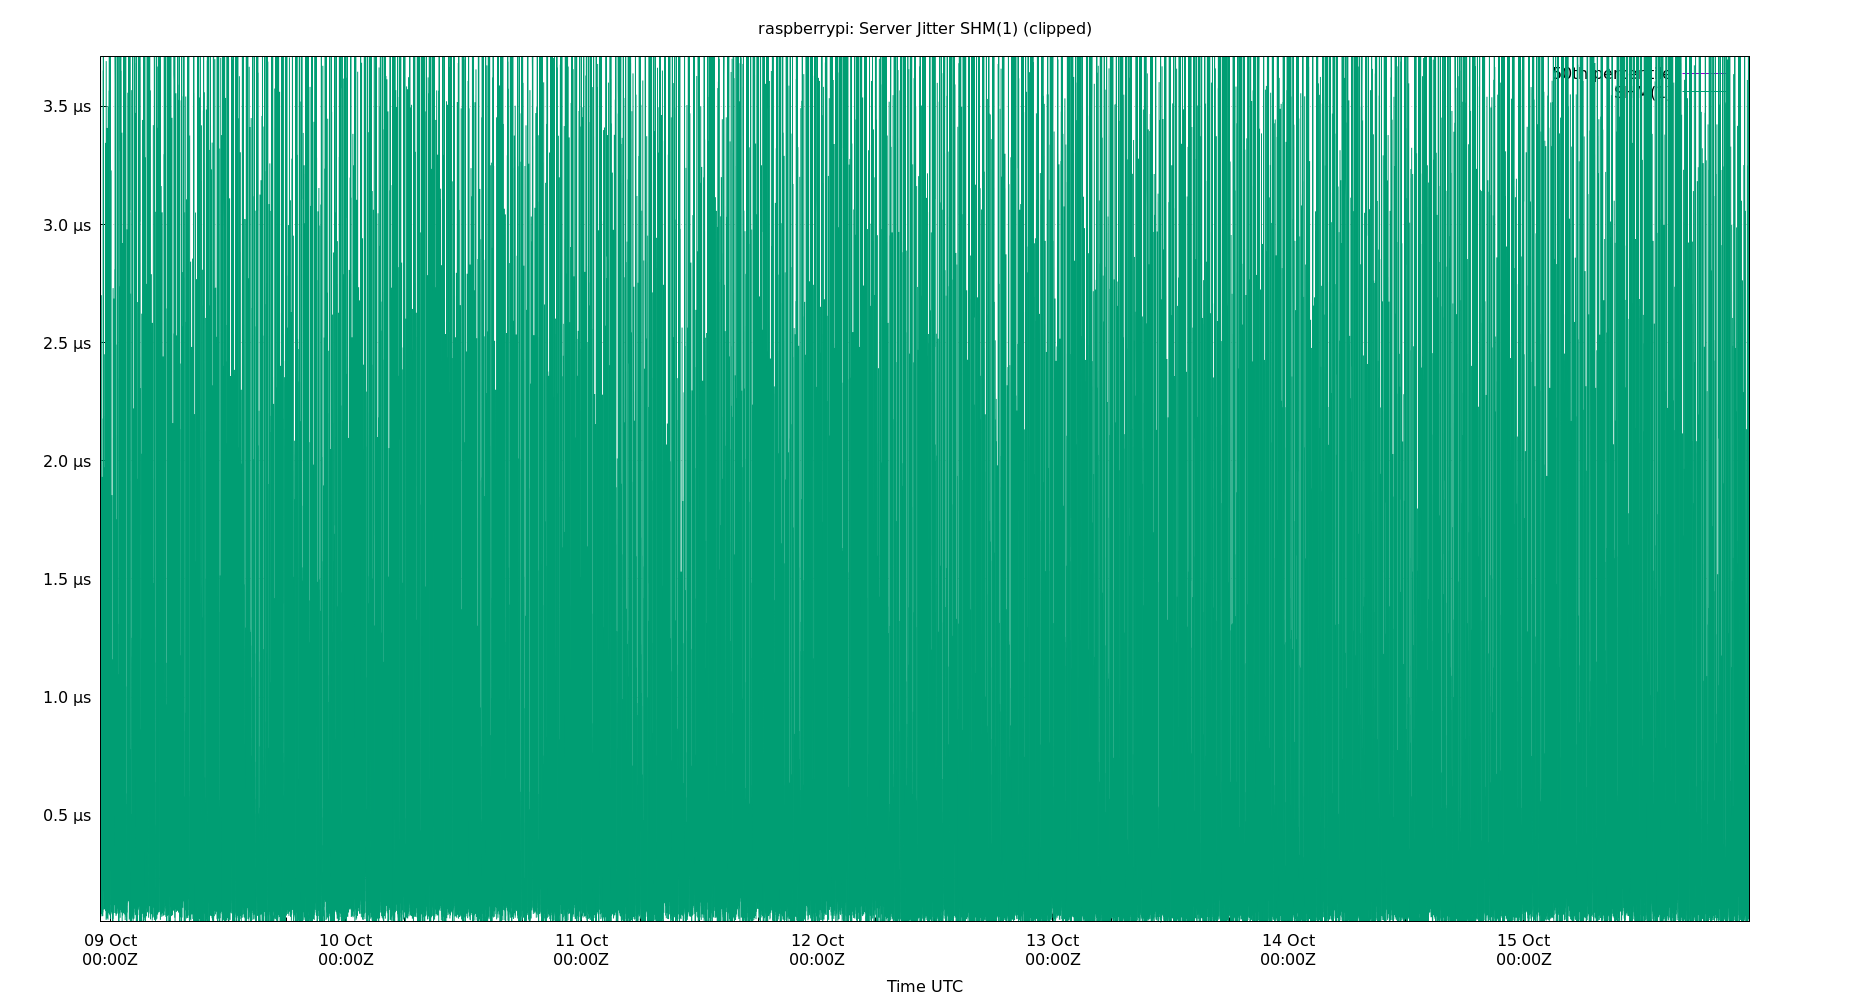 raspberrypi: Server Jitter SHM(1) (clipped)
50th percentile
3.5 µs
3.0 µs
2.5 µs
2.0 µs
1.5 µs
1.0 µs
0.5 µs
09 Oct 10 Oct 11 Oct 12 Oct 13 Oct 14 Oct 15 Oct
00:00Z 00:00Z 00:00Z 00:00Z 00:00Z 00:00Z 00:00Z
Time UTC